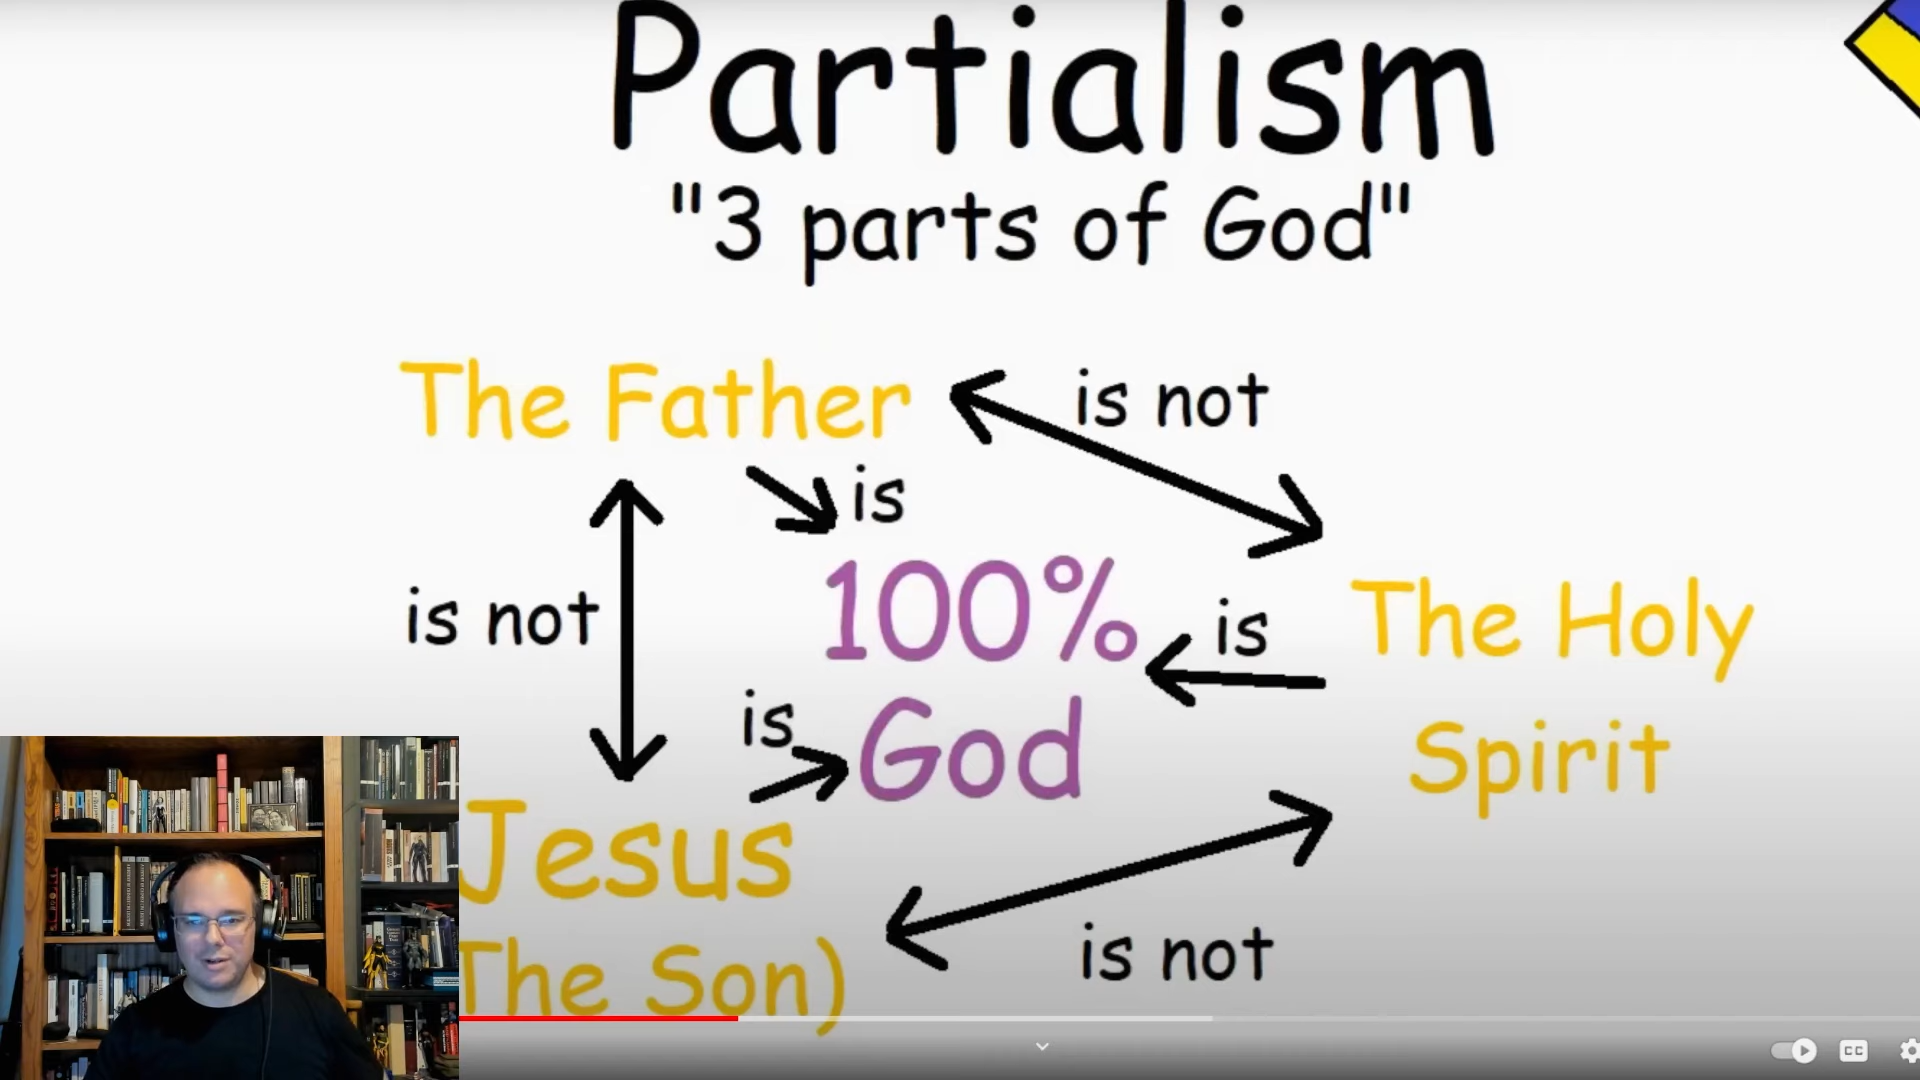 Partialism
"3 parts of God"
The Father
is not
is
100%
is not
is
The Holy
is
God
Spirit
Jesus
is not
The Son)
CC